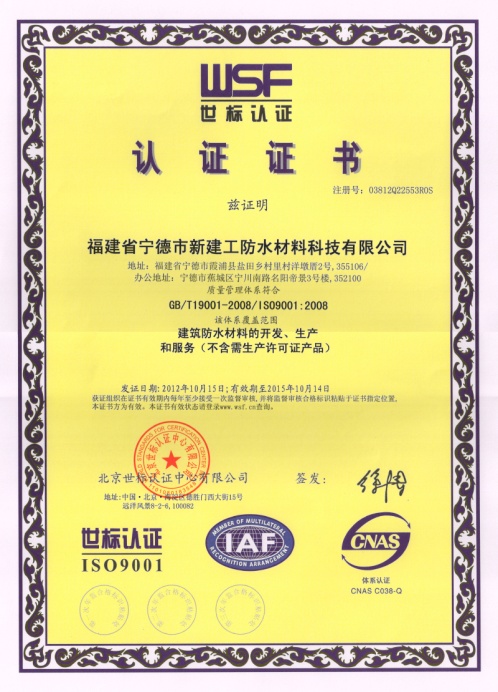 WSF
世标认证
认证证书
注册号：03812Q22553R0S
兹证明
福建省宁德市新建工防水材料科技有限公司
地址：福建省宁德市霞浦县盐田乡村里村洋墩厝2号,355106/
办公地址：宁德市蕉城区宁川南路名阳帝景3号楼,352100
质量管理体系符合
GB/T19001-2008/ISO9001:2008
该体系覆盖范围
建筑防水材料的开发、生产
和服务（不含需生产许可证产品）
发证日期:2012年10月15日;有效期至2015年10月14日
获证组织在证书有效期内每年至少接受一次监督审核,并将监督审核合格标识粘贴于证书指定位置,
本证书方为有效。本证书有效状态请登录www.wsf.cn查询。
北京世标认证中心有限公司
签发：
地址:中国·北京·海淀区德胜门西大街15号
远洋风景8-2-6,100082
世标认证
ISO9001
MEMBER OF MULTILATERAL
IAF
RECOGNITION ARRANGEMENT
CNAS
体系认证
CNAS C038-Q